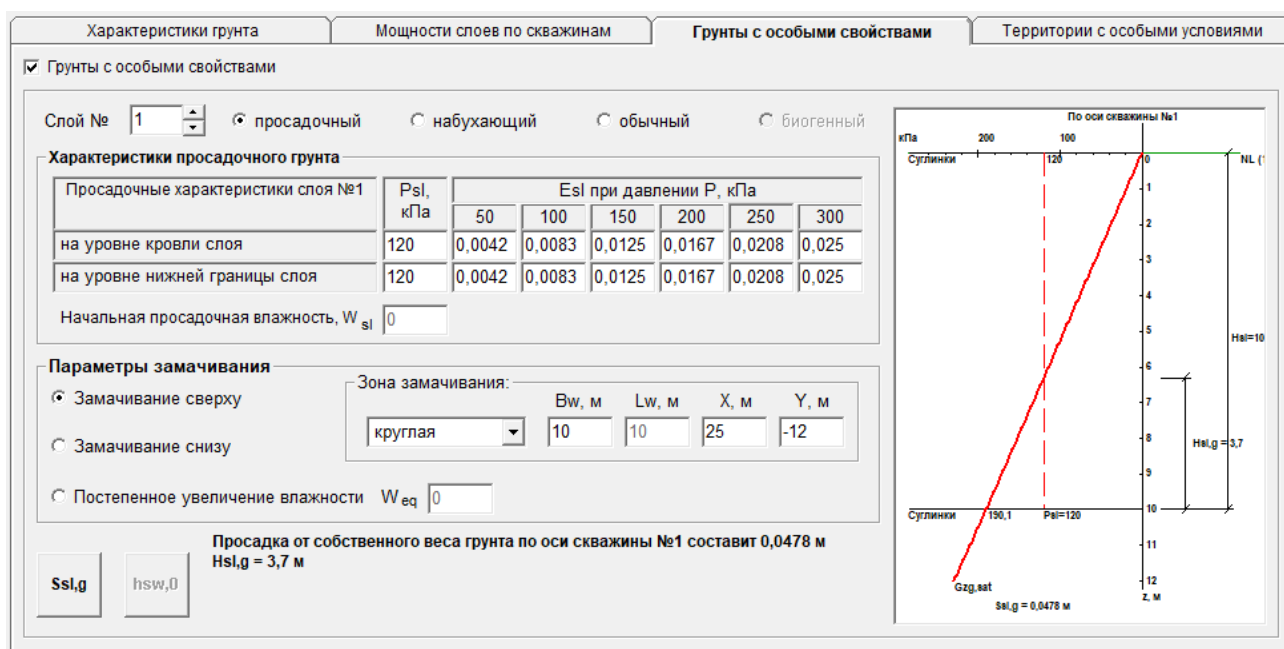 Характеристики грунта Мощности слоев по скважинам Грунты с особыми свойствами Территории с особыми условиями
Грунты с особыми свойствами
Слой № 1 просадочный набухающий обычный биогенный
Характеристики просадочного грунта
Просадочные характеристики слоя №1 Psl, кПа Esl при давлении P, кПа
50 100 150 200 250 300
на уровне кровли слоя 120 0,0042 0,0083 0,0125 0,0167 0,0208 0,025
на уровне нижней границы слоя 120 0,0042 0,0083 0,0125 0,0167 0,0208 0,025
Начальная просадочная влажность, W sl 0
Параметры замачивания
Замачивание сверху
Замачивание снизу
Постепенное увеличение влажности W eq 0
Зона замачивания:
Bw, м Lw, м X, м Y, м
круглая 10 10 25 -12
Просадка от собственного веса грунта по оси скважины №1 составит 0,0478 м
Hsl,g = 3,7 м
Ssl,g hsw,0
По оси скважины №1
кПа 200 100
Суглинки 120 0 NL (1
1
2
3
4
5
Hsl=10
6
7
8 Hsl,g = 3,7
9
Суглинки 190,1 Psl=120 10
11
12
Gzg,sat z, м
Ssl,g = 0,0478 м